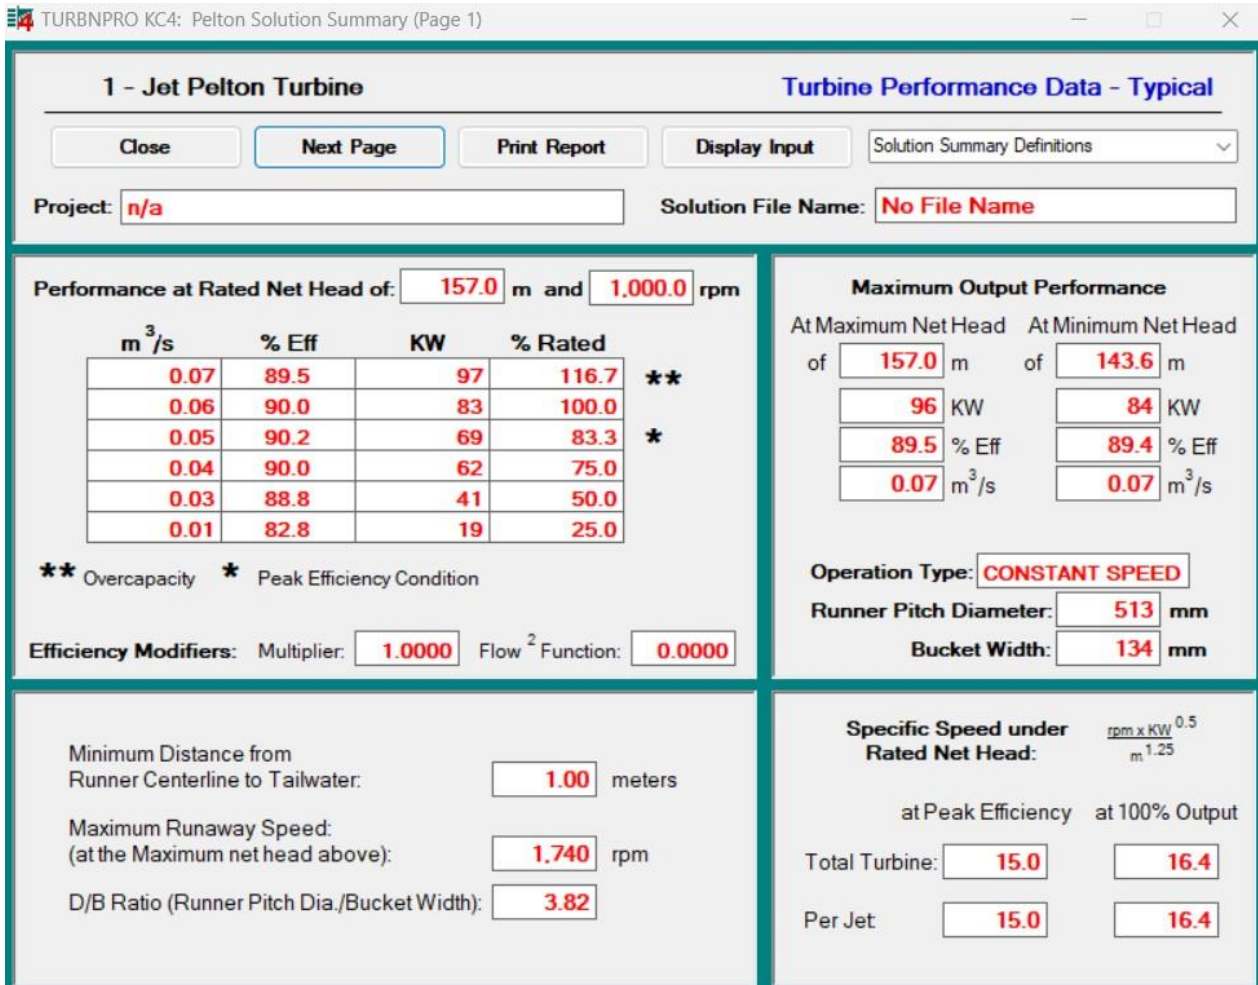 TURBNPRO KC4: Pelton Solution Summary (Page 1)
1 - Jet Pelton Turbine Turbine Performance Data - Typical
Close Next Page Print Report Display Input Solution Summary Definitions
Project: n/a Solution File Name: No File Name
Performance at Rated Net Head of: 157.0 m and 1,000.0 rpm
m³/s % Eff KW % Rated
0.07 89.5 97 116.7 **
0.06 90.0 83 100.0
0.05 90.2 69 83.3 *
0.04 90.0 62 75.0
0.03 88.8 41 50.0
0.01 82.8 19 25.0
** Overcapacity * Peak Efficiency Condition
Efficiency Modifiers: Multiplier: 1.0000 Flow² Function: 0.0000
Maximum Output Performance
At Maximum Net Head At Minimum Net Head
of 157.0 m of 143.6 m
96 KW 84 KW
89.5 % Eff 89.4 % Eff
0.07 m³/s 0.07 m³/s
Operation Type: CONSTANT SPEED
Runner Pitch Diameter: 513 mm
Bucket Width: 134 mm
Minimum Distance from
Runner Centerline to Tailwater: 1.00 meters
Maximum Runaway Speed:
(at the Maximum net head above): 1,740 rpm
D/B Ratio (Runner Pitch Dia./Bucket Width): 3.82
Specific Speed under rpm x KW 0.5
Rated Net Head: m 1.25
at Peak Efficiency at 100% Output
Total Turbine: 15.0 16.4
Per Jet: 15.0 16.4